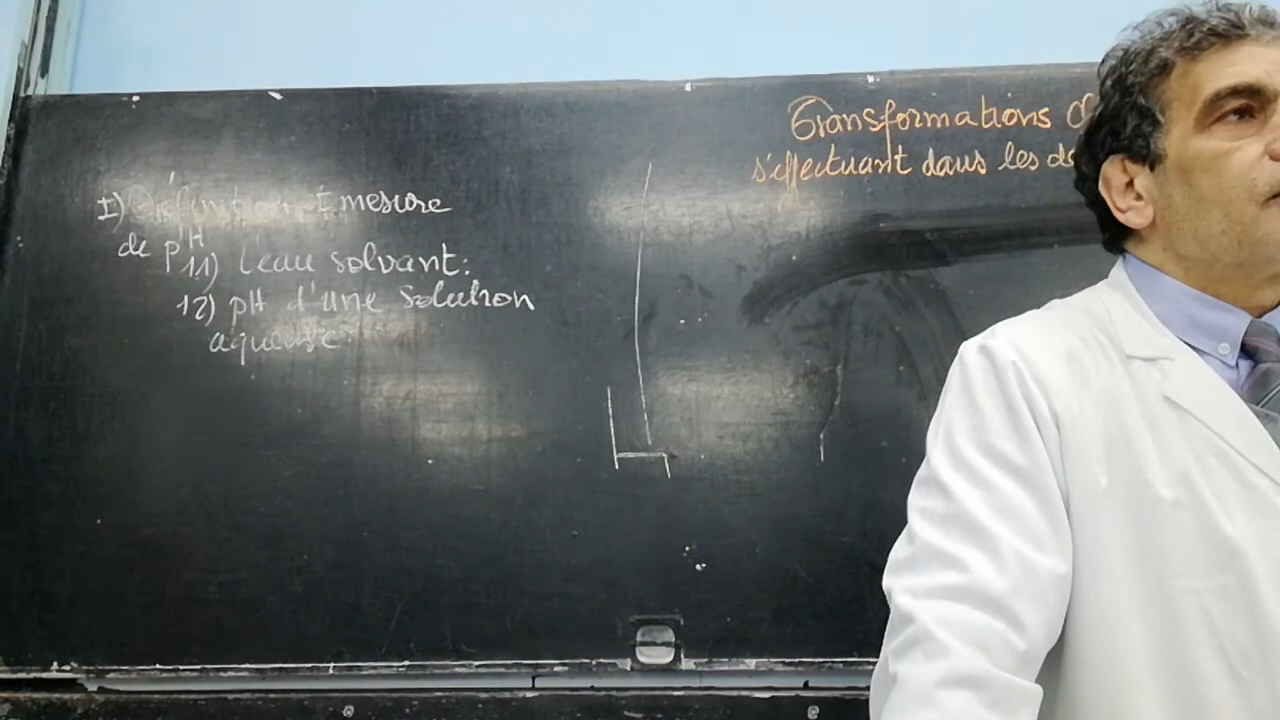 Transformations
s'effectuant dans les
I) Définition et mesure
de pH
11) l'eau solvant:
12) pH d'une solution
aqueuse